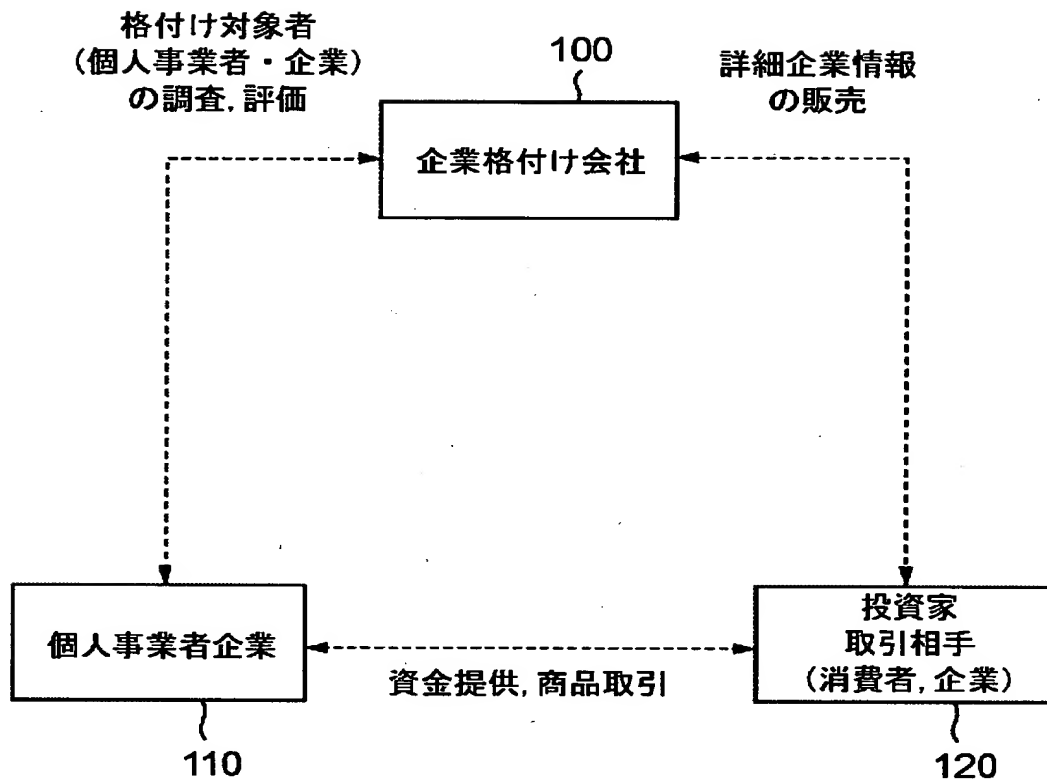 格付け対象者
(個人事業者・企業)
の調査,評価
100
詳細企業情報
の販売
企業格付け会社
個人事業者企業
投資家
取引相手
(消費者,企業)
資金提供,商品取引
110
120